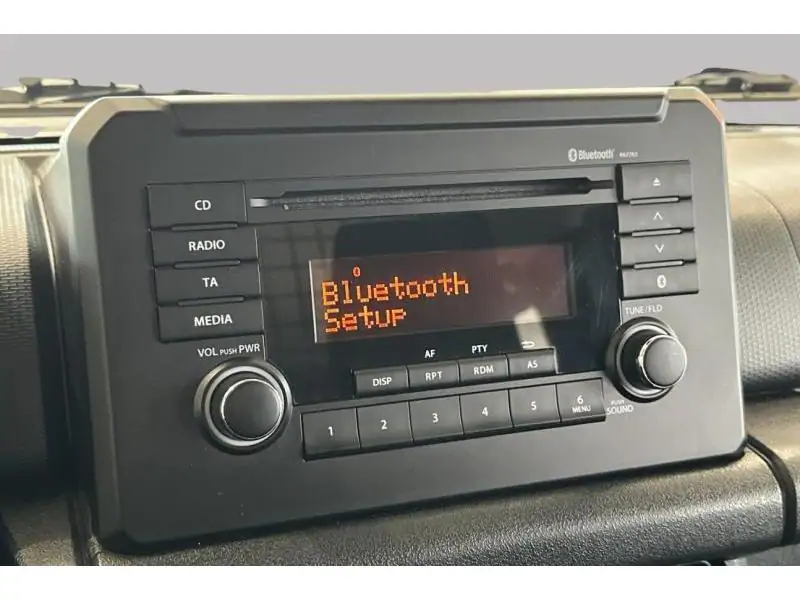 Bluetooth
CD
RADIO
TA
MEDIA
VOL PUSH PWR
Bluetooth
Setup
TUNE/FLD
AF
PTY
DISP
RPT
RDM
AS
1
2
3
4
5
6
MENU
PUSH
SOUND